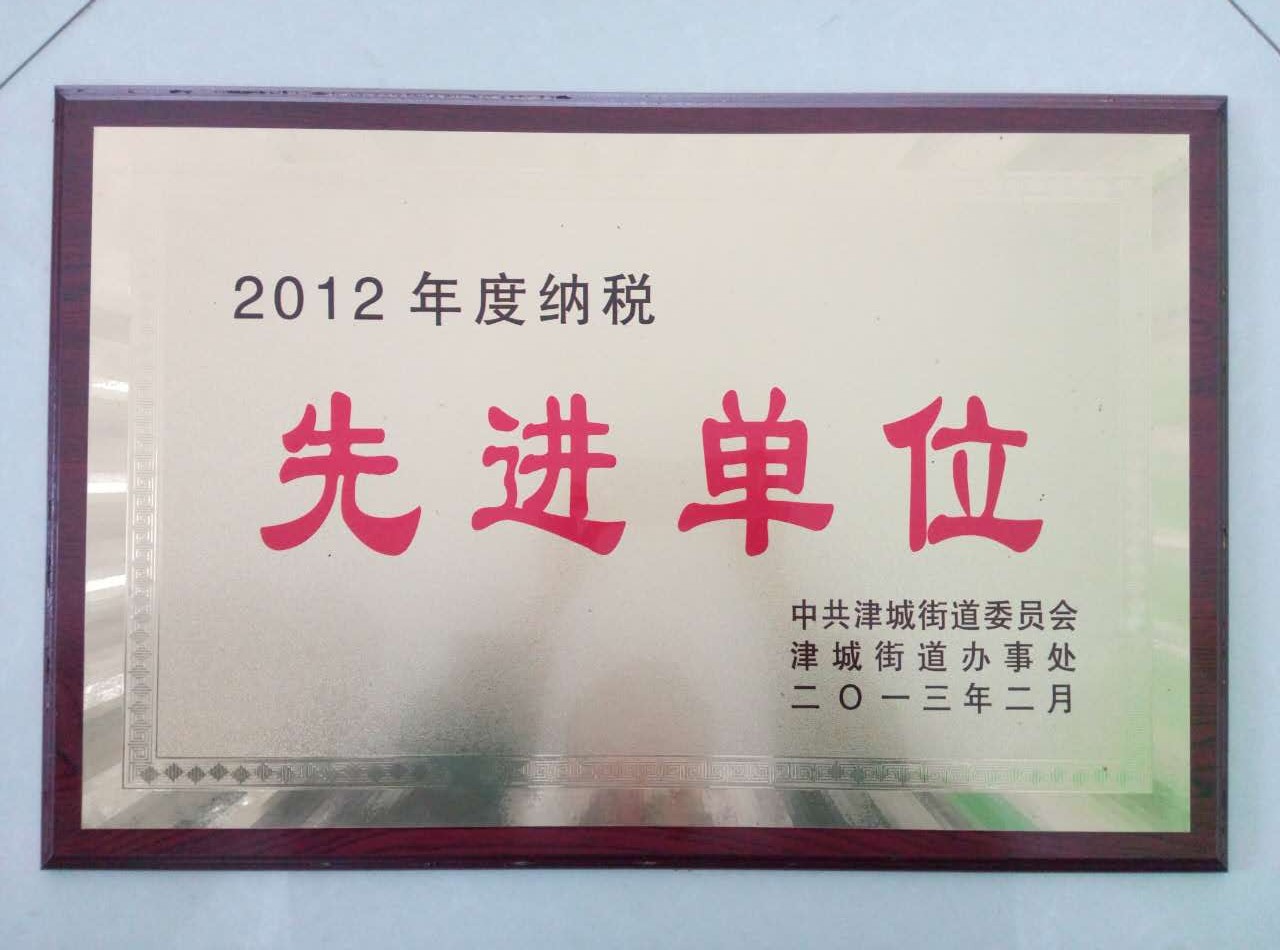 2012 年度纳税
先进单位
中共津城街道委员会
津城街道办事处
二〇一三年二月